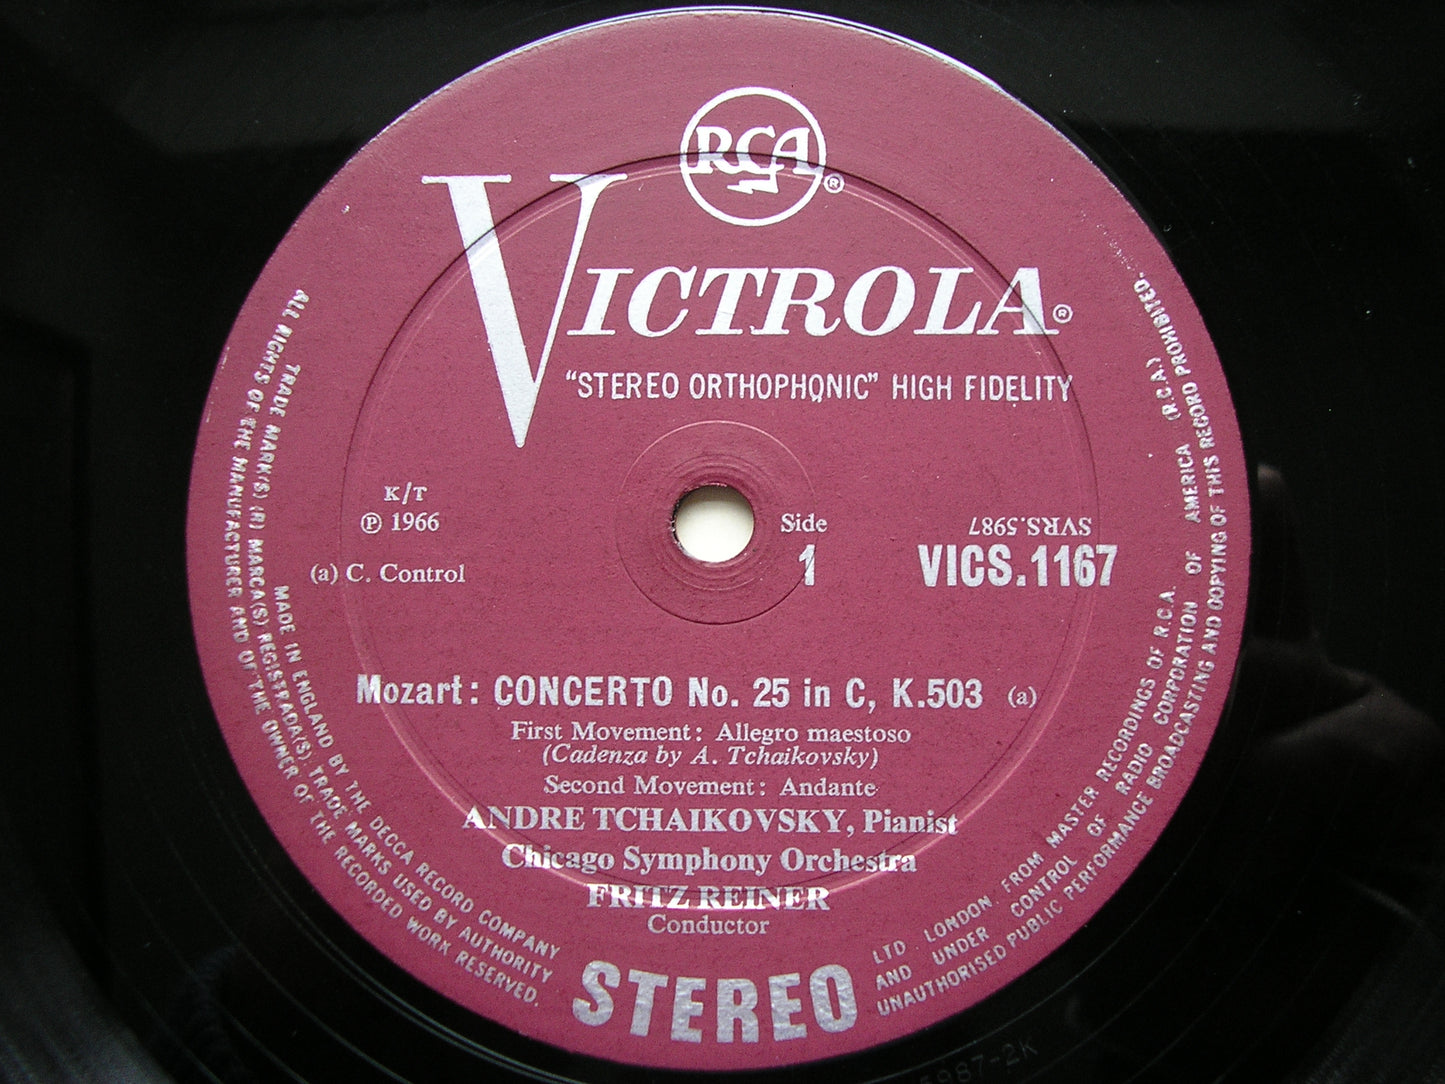 RCA ®
VICTROLA ®
"STEREO ORTHOPHONIC" HIGH FIDELITY
K/T
Ⓟ 1966
(a) C. Control
Side
1
SVRS.5987
VICS.1167
Mozart: CONCERTO No. 25 in C, K.503 (a)
First Movement: Allegro maestoso
(Cadenza by A. Tchaikovsky)
Second Movement: Andante
ANDRE TCHAIKOVSKY, Pianist
Chicago Symphony Orchestra
FRITZ REINER
Conductor
STEREO
MADE IN ENGLAND BY THE DECCA RECORD COMPANY LTD LONDON FROM MASTER RECORDINGS OF R.C.A.
TRADE MARK(S) (R) MARCA(S) REGISTRADA(S). TRADE MARKS USED BY AUTHORITY AND UNDER CONTROL OF RADIO CORPORATION OF AMERICA (R.C.A.)
ALL RIGHTS OF THE MANUFACTURER AND OF THE OWNER OF THE RECORDED WORK RESERVED. UNAUTHORISED PUBLIC PERFORMANCE BROADCASTING AND COPYING OF THIS RECORD PROHIBITED.